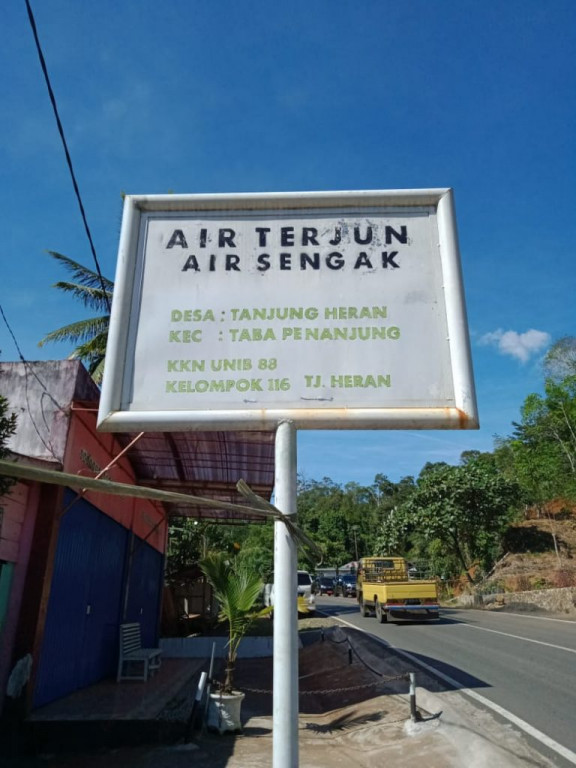 AIR TERJUN
AIR SENGAK
DESA : TANJUNG HERAN
KEC : TABA PENANJUNG
KKN UNIB 88
KELOMPOK 116 TJ. HERAN